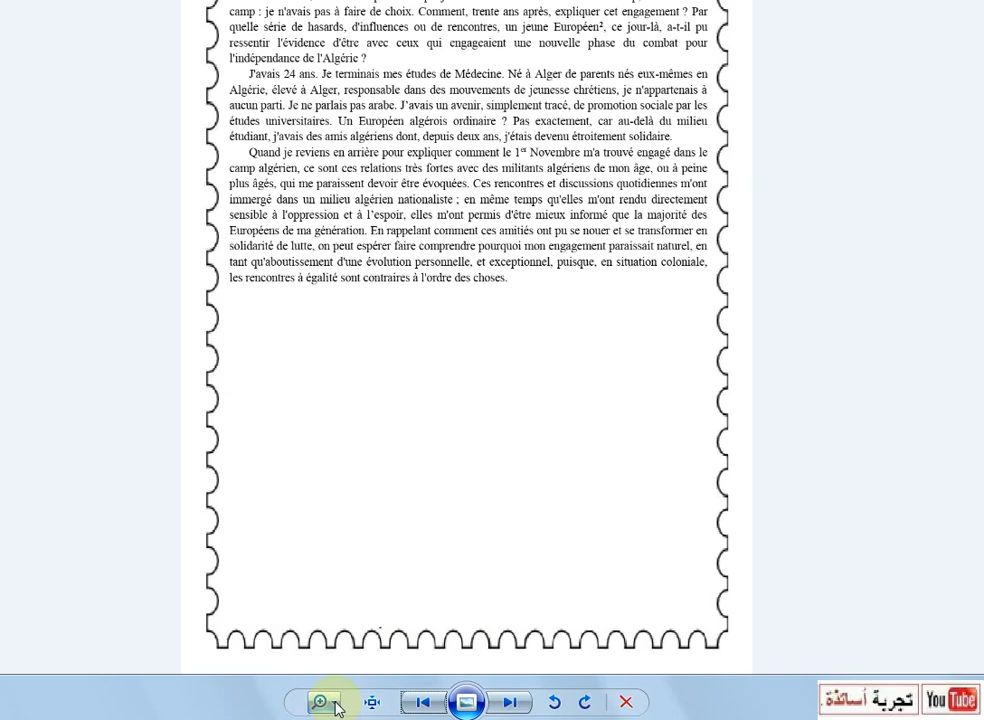 camp : je n'avais pas à faire de choix. Comment, trente ans après, expliquer cet engagement ? Par
quelle série de hasards, d'influences ou de rencontres, un jeune Européen², ce jour-là, a-t-il pu
ressentir l'évidence d'être avec ceux qui engageaient une nouvelle phase du combat pour
l'indépendance de l'Algérie ?
J'avais 24 ans. Je terminais mes études de Médecine. Né à Alger de parents nés eux-mêmes en
Algérie, élevé à Alger, responsable dans des mouvements de jeunesse chrétiens, je n'appartenais à
aucun parti. Je ne parlais pas arabe. J'avais un avenir, simplement tracé, de promotion sociale par les
études universitaires. Un Européen algérois ordinaire ? Pas exactement, car au-delà du milieu
étudiant, j'avais des amis algériens dont, depuis deux ans, j'étais devenu étroitement solidaire.
Quand je reviens en arrière pour expliquer comment le 1er Novembre m'a trouvé engagé dans le
camp algérien, ce sont ces relations très fortes avec des militants algériens de mon âge, ou à peine
plus âgés, qui me paraissent devoir être évoquées. Ces rencontres et discussions quotidiennes m'ont
immergé dans un milieu algérien nationaliste ; en même temps qu'elles m'ont rendu directement
sensible à l'oppression et à l'espoir, elles m'ont permis d'être mieux informé que la majorité des
Européens de ma génération. En rappelant comment ces amitiés ont pu se nouer et se transformer en
solidarité de lutte, on peut espérer faire comprendre pourquoi mon engagement paraissait naturel, en
tant qu'aboutissement d'une évolution personnelle, et exceptionnel, puisque, en situation coloniale,
les rencontres à égalité sont contraires à l'ordre des choses.
تجربة أساتذة.
YouTube